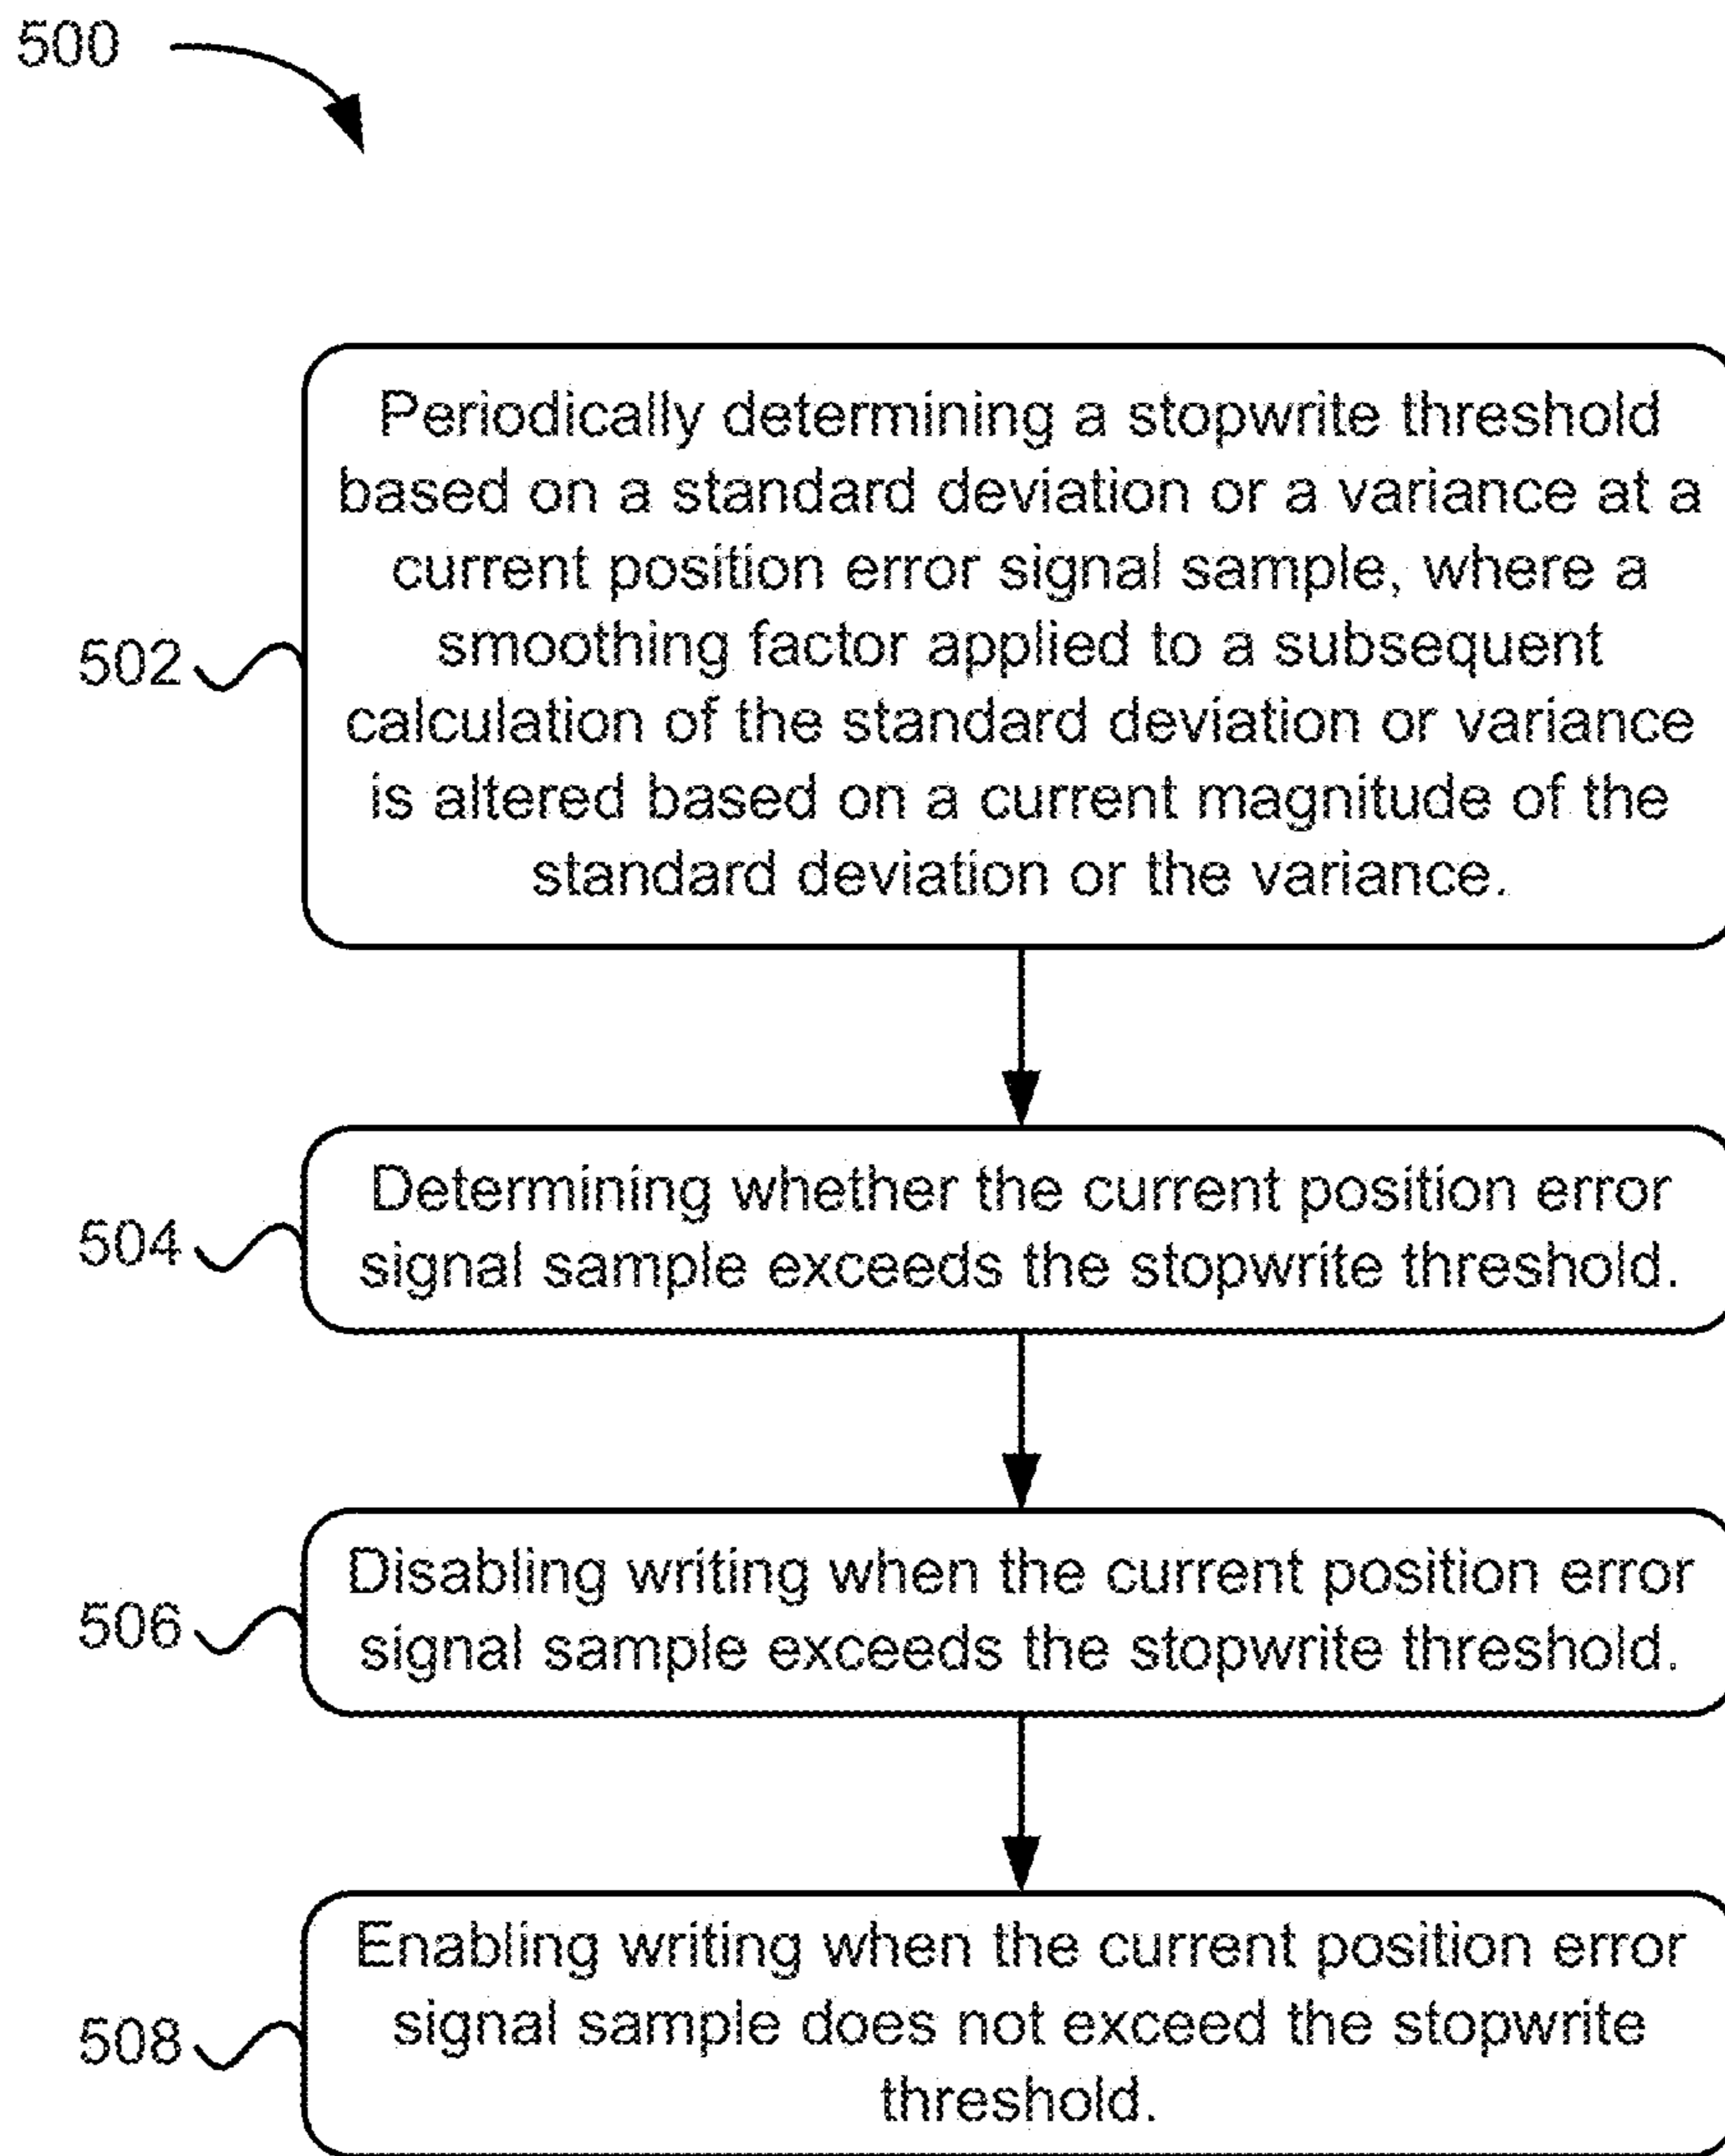 500
Periodically determining a stopwrite threshold
based on a standard deviation or a variance at a
current position error signal sample, where a
smoothing factor applied to a subsequent
calculation of the standard deviation or variance
is altered based on a current magnitude of the
standard deviation or the variance.
502
Determining whether the current position error
signal sample exceeds the stopwrite threshold.
504
Disabling writing when the current position error
signal sample exceeds the stopwrite threshold.
506
Enabling writing when the current position error
signal sample does not exceed the stopwrite
threshold.
508